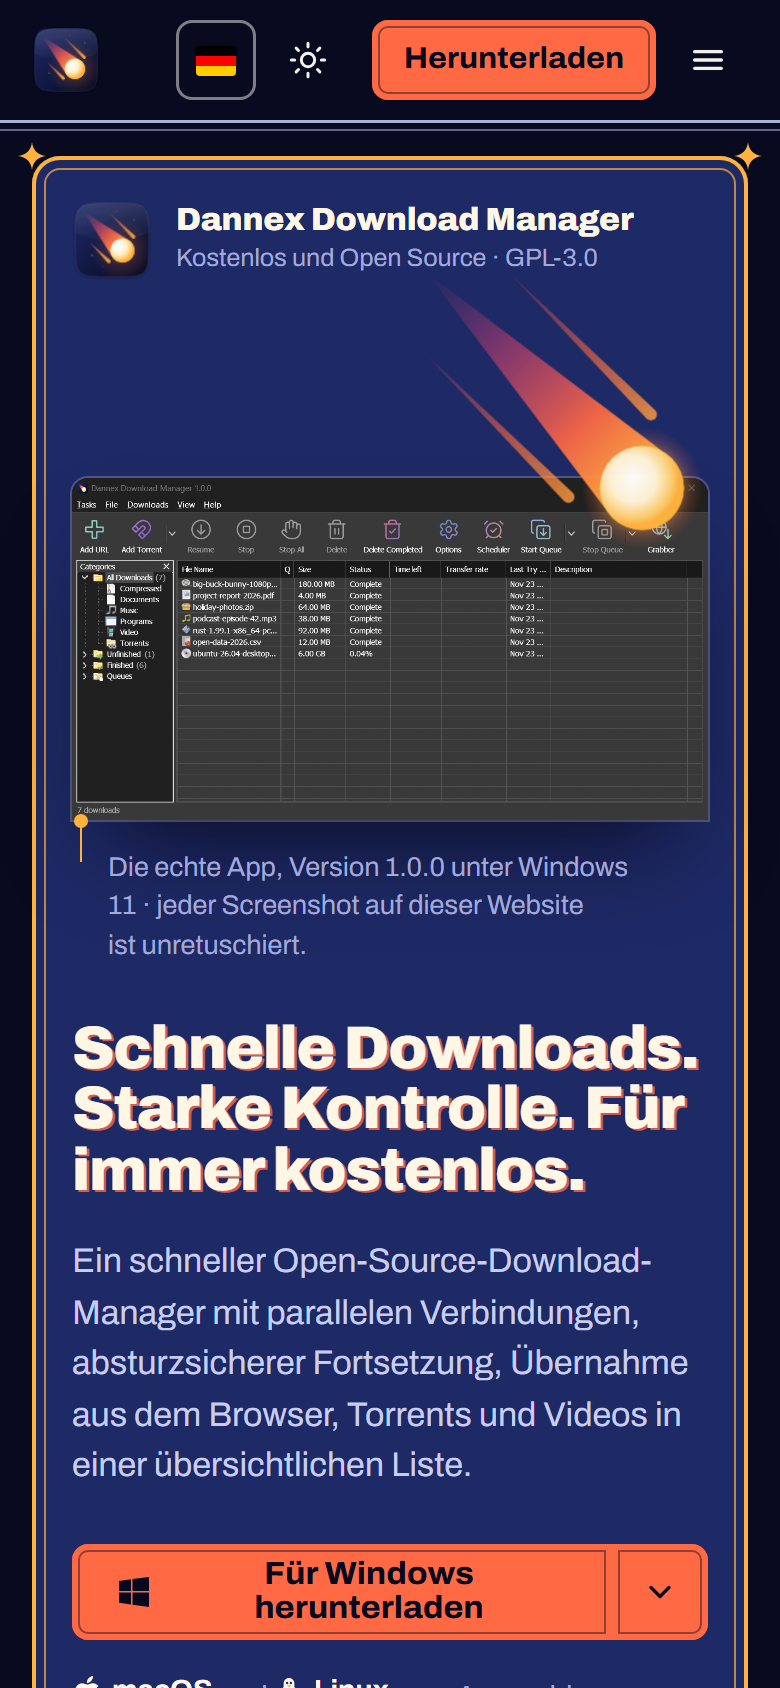 Herunterladen
Dannex Download Manager
Kostenlos und Open Source · GPL-3.0
Dannex Download Manager 1.0.0
Tasks File Downloads View Help
Add URL Add Torrent Resume Stop Stop All Delete Delete Completed Options Scheduler Start Queue Stop Queue Grabber
Categories
All Downloads (7)
Compressed
Documents
Music
Programs
Video
Torrents
Unfinished (1)
Finished (6)
Queues
File Name Q Size Status Time left Transfer rate Last Try ... Description
big-buck-bunny-1080p... 180.00 MB Complete Nov 23 ...
project-report-2026.pdf 4.00 MB Complete Nov 23 ...
holiday-photos.zip 64.00 MB Complete Nov 23 ...
podcast-episode-42.mp3 38.00 MB Complete Nov 23 ...
rust-1.99.1-x86_64-pc... 92.00 MB Complete Nov 23 ...
open-data-2026.csv 12.00 MB Complete Nov 23 ...
ubuntu-26.04-desktop... 6.00 GB 0.04% Nov 23 ...
7 downloads
Die echte App, Version 1.0.0 unter Windows
11 · jeder Screenshot auf dieser Website
ist unretuschiert.
Schnelle Downloads.
Starke Kontrolle. Für
immer kostenlos.
Ein schneller Open-Source-Download-
Manager mit parallelen Verbindungen,
absturzsicherer Fortsetzung, Übernahme
aus dem Browser, Torrents und Videos in
einer übersichtlichen Liste.
Für Windows
herunterladen
macOS Linux